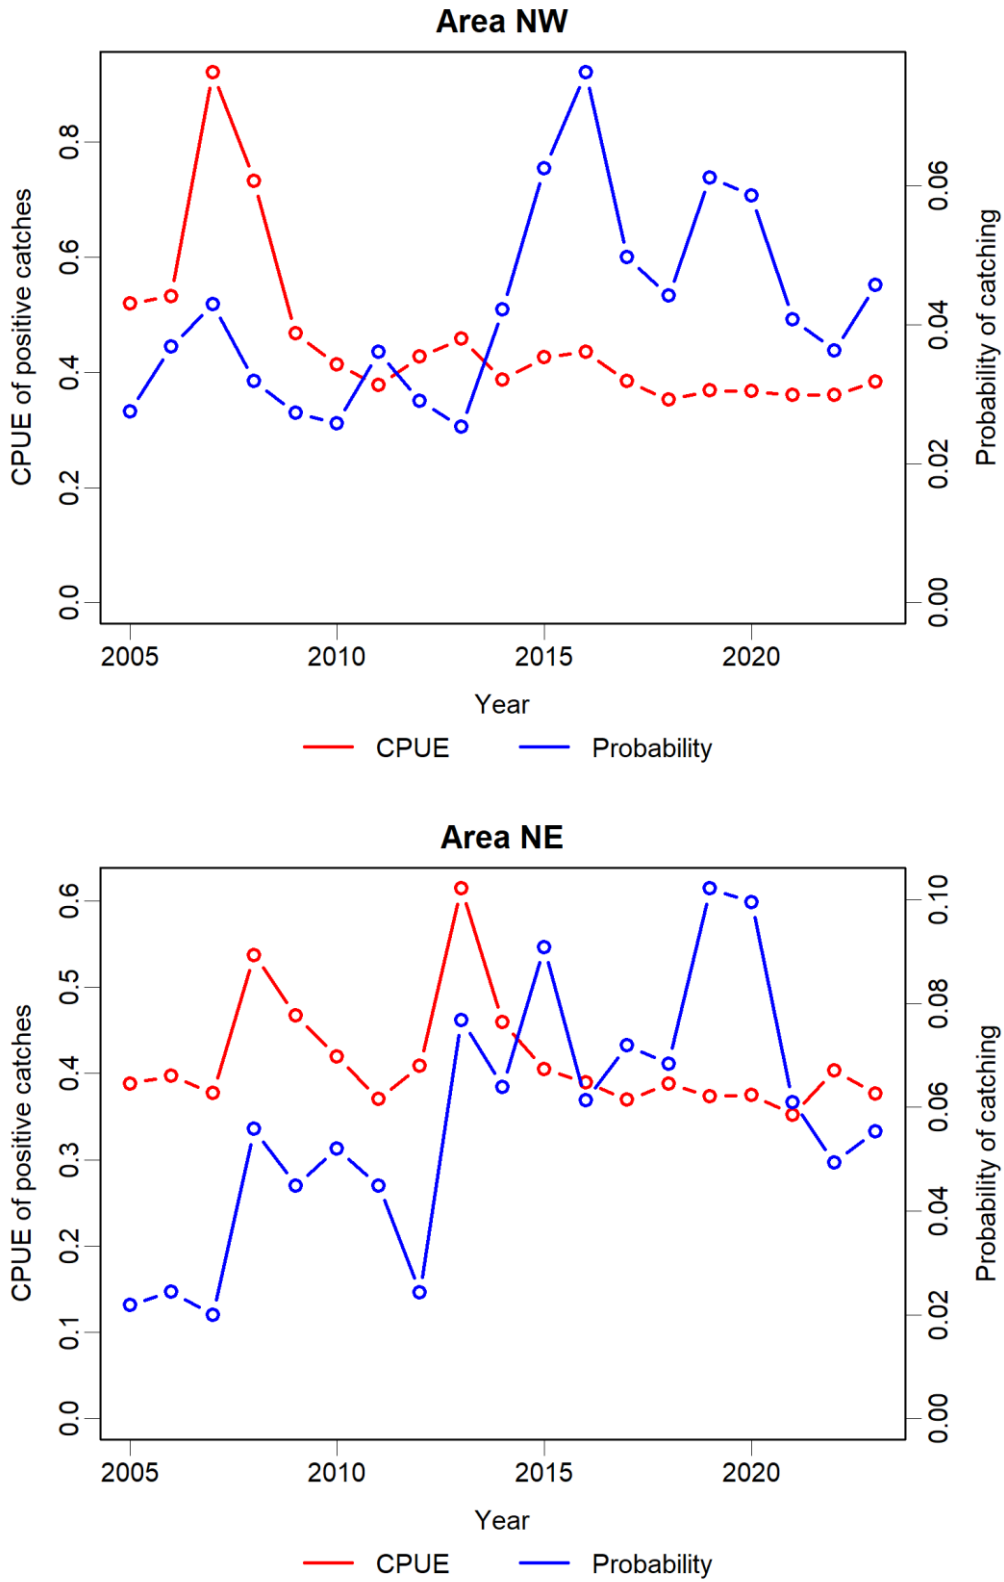 Area NW
CPUE of positive catches
0.0 0.2 0.4 0.6 0.8
Probability of catching
0.00 0.02 0.04 0.06
2005 2010 2015 2020
Year
CPUE Probability
Area NE
CPUE of positive catches
0.0 0.1 0.2 0.3 0.4 0.5 0.6
Probability of catching
0.00 0.02 0.04 0.06 0.08 0.10
2005 2010 2015 2020
Year
CPUE Probability